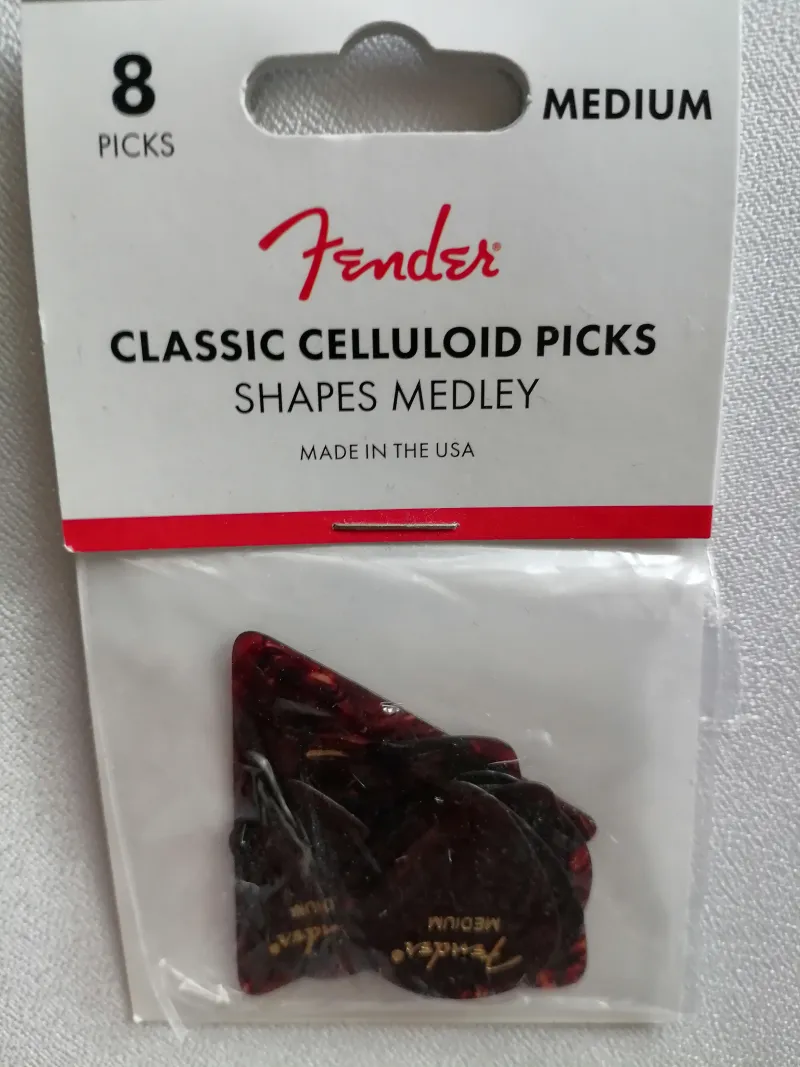 8
PICKS
MEDIUM
Fender®
CLASSIC CELLULOID PICKS
SHAPES MEDLEY
MADE IN THE USA
MEDIUM
Fender®